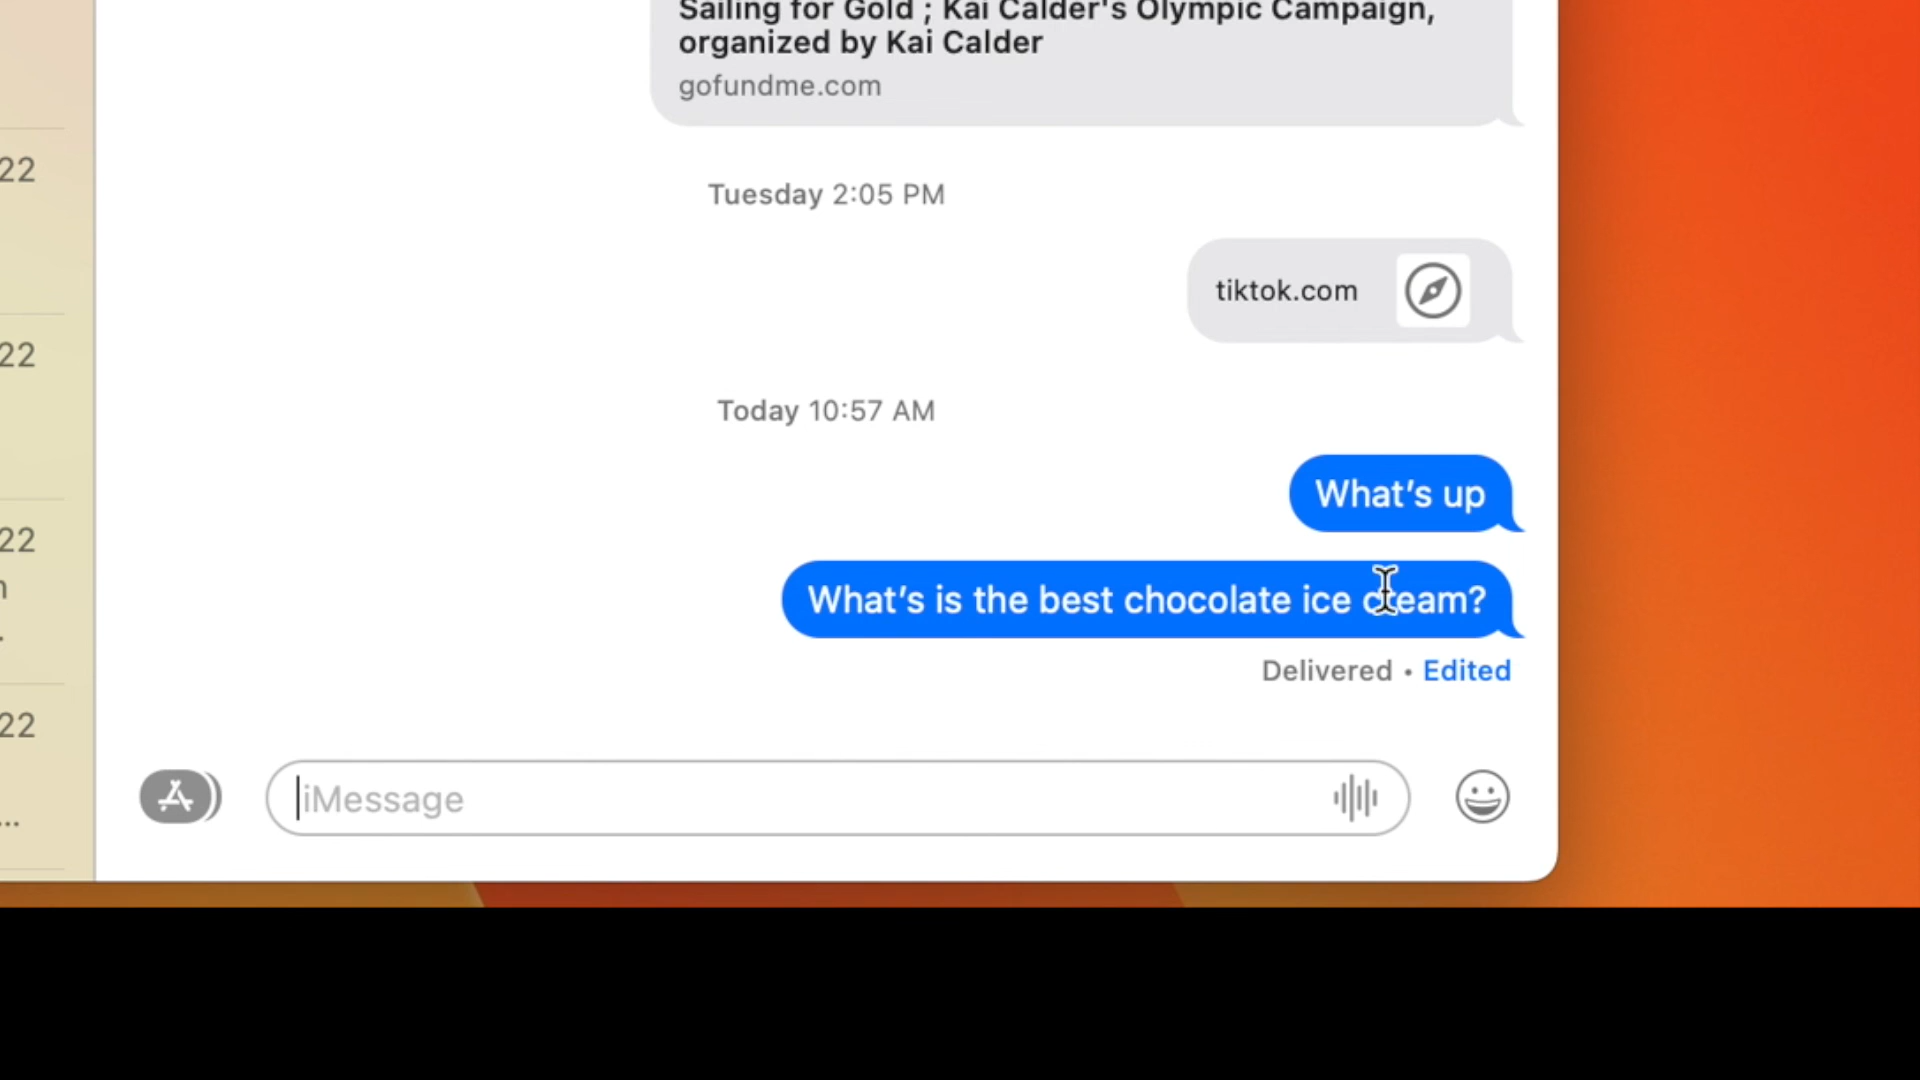 Sailing for Gold ; Kai Calder's Olympic Campaign,
organized by Kai Calder
gofundme.com
22
Tuesday 2:05 PM
tiktok.com
22
Today 10:57 AM
What’s up
22
What’s is the best chocolate ice cream?
Delivered • Edited
22
iMessage
...